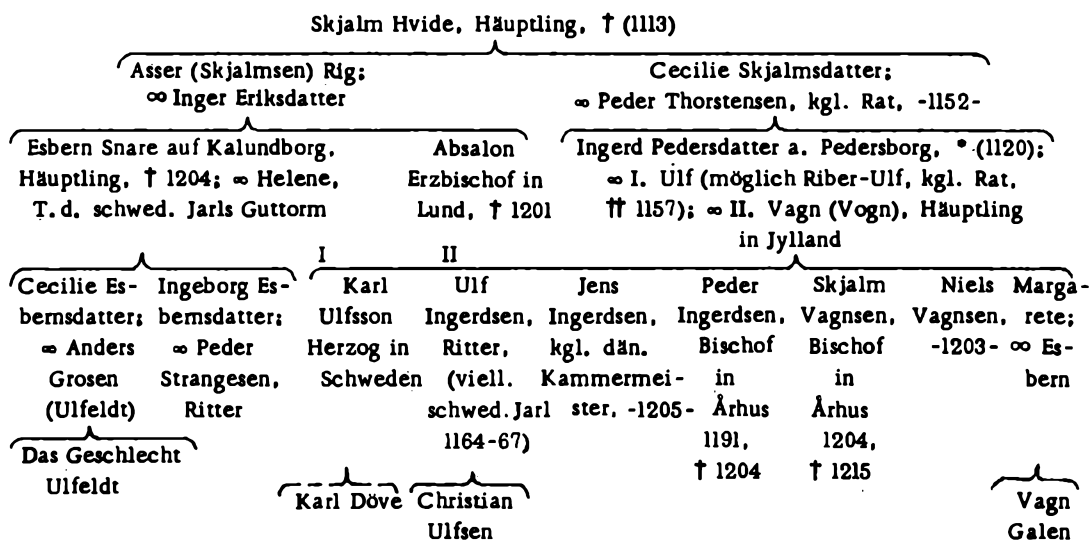 Skjalm Hvide, Häuptling, † (1113)
Asser (Skjalmsen) Rig;
∞ Inger Eriksdatter
Cecilie Skjalmsdatter;
∞ Peder Thorstensen, kgl. Rat, -1152-
Esbern Snare auf Kalundborg,
Häuptling, † 1204; ∞ Helene,
T. d. schwed. Jarls Guttorm
Absalon
Erzbischof in
Lund, † 1201
Ingerd Pedersdatter a. Pedersborg, * (1120);
∞ I. Ulf (möglich Riber-Ulf, kgl. Rat,
†† 1157); ∞ II. Vagn (Vogn), Häuptling
in Jylland
I
II
Cecilie Es-
bernsdatter;
∞ Anders
Grosen
(Ulfeldt)
Ingeborg Es-
bernsdatter;
∞ Peder
Strangesen,
Ritter
Karl
Ulfsson
Herzog in
Schweden
Ulf
Ingerdsen,
Ritter,
(viell.
schwed. Jarl
1164-67)
Jens
Ingerdsen,
kgl. dän.
Kammermei-
ster, -1205-
Peder
Ingerdsen,
Bischof
in
Århus
1191,
† 1204
Skjalm
Vagnsen,
Bischof
in
Århus
1204,
† 1215
Niels
Vagnsen,
-1203-
Marga-
rete;
∞ Es-
bern
Das Geschlecht
Ulfeldt
Karl Döve
Christian
Ulfsen
Vagn
Galen